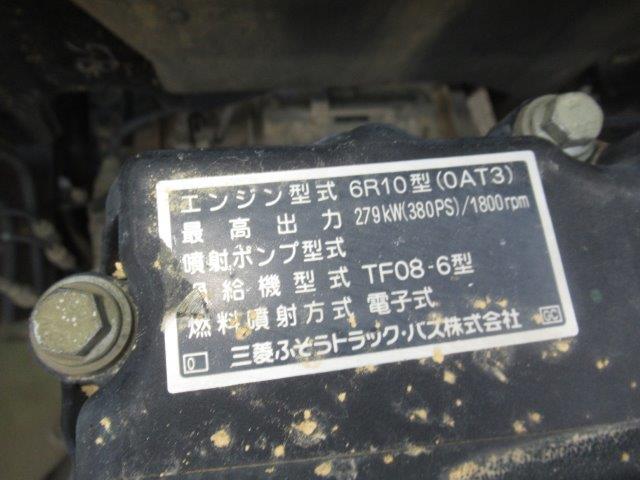 エンジン型式 6R10型(0AT3)
最高出力 279kW(380PS)/1800rpm
噴射ポンプ型式
給機型式 TF08-6型
燃料噴射方式 電子式
0 三菱ふそうトラック・バス株式会社 GC